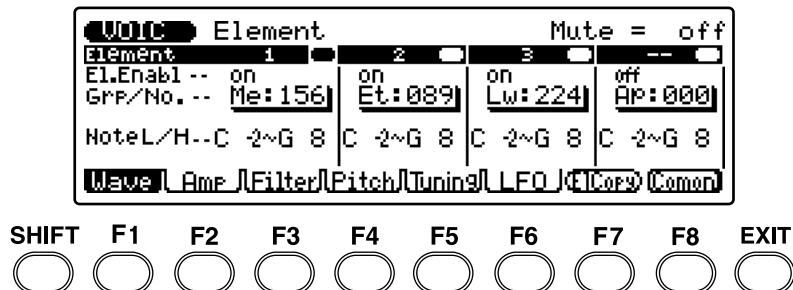 VOIC Element Mute = off
Element 1 2 3 --
El.Enabl -- on on on off
Grp/No. -- Me:156 Et:089 Lw:224 AP:000
NoteL/H--C -2~G 8 C -2~G 8 C -2~G 8 C -2~G 8
Wave Amp Filter Pitch Tuning LFO ElCopy Comon
SHIFT F1 F2 F3 F4 F5 F6 F7 F8 EXIT